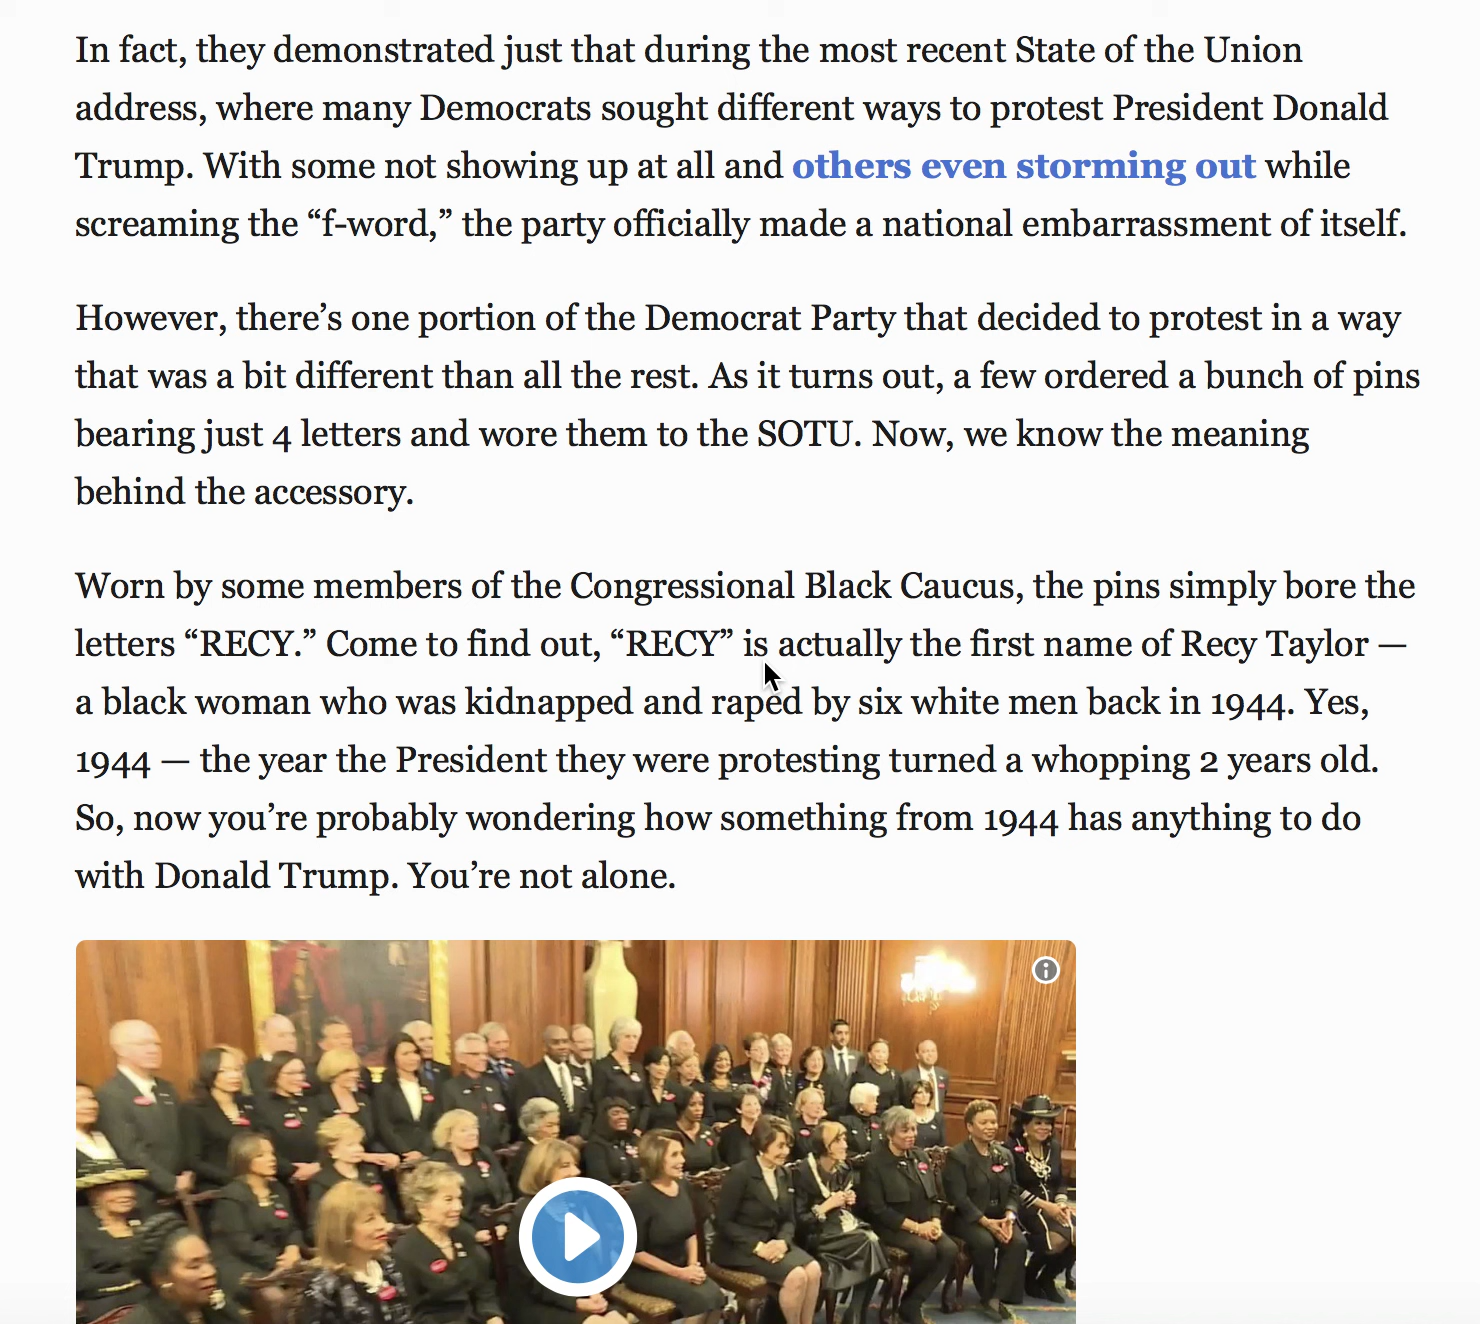 In fact, they demonstrated just that during the most recent State of the Union
address, where many Democrats sought different ways to protest President Donald
Trump. With some not showing up at all and others even storming out while
screaming the “f-word,” the party officially made a national embarrassment of itself.
However, there’s one portion of the Democrat Party that decided to protest in a way
that was a bit different than all the rest. As it turns out, a few ordered a bunch of pins
bearing just 4 letters and wore them to the SOTU. Now, we know the meaning
behind the accessory.
Worn by some members of the Congressional Black Caucus, the pins simply bore the
letters “RECY.” Come to find out, “RECY” is actually the first name of Recy Taylor —
a black woman who was kidnapped and raped by six white men back in 1944. Yes,
1944 — the year the President they were protesting turned a whopping 2 years old.
So, now you’re probably wondering how something from 1944 has anything to do
with Donald Trump. You’re not alone.